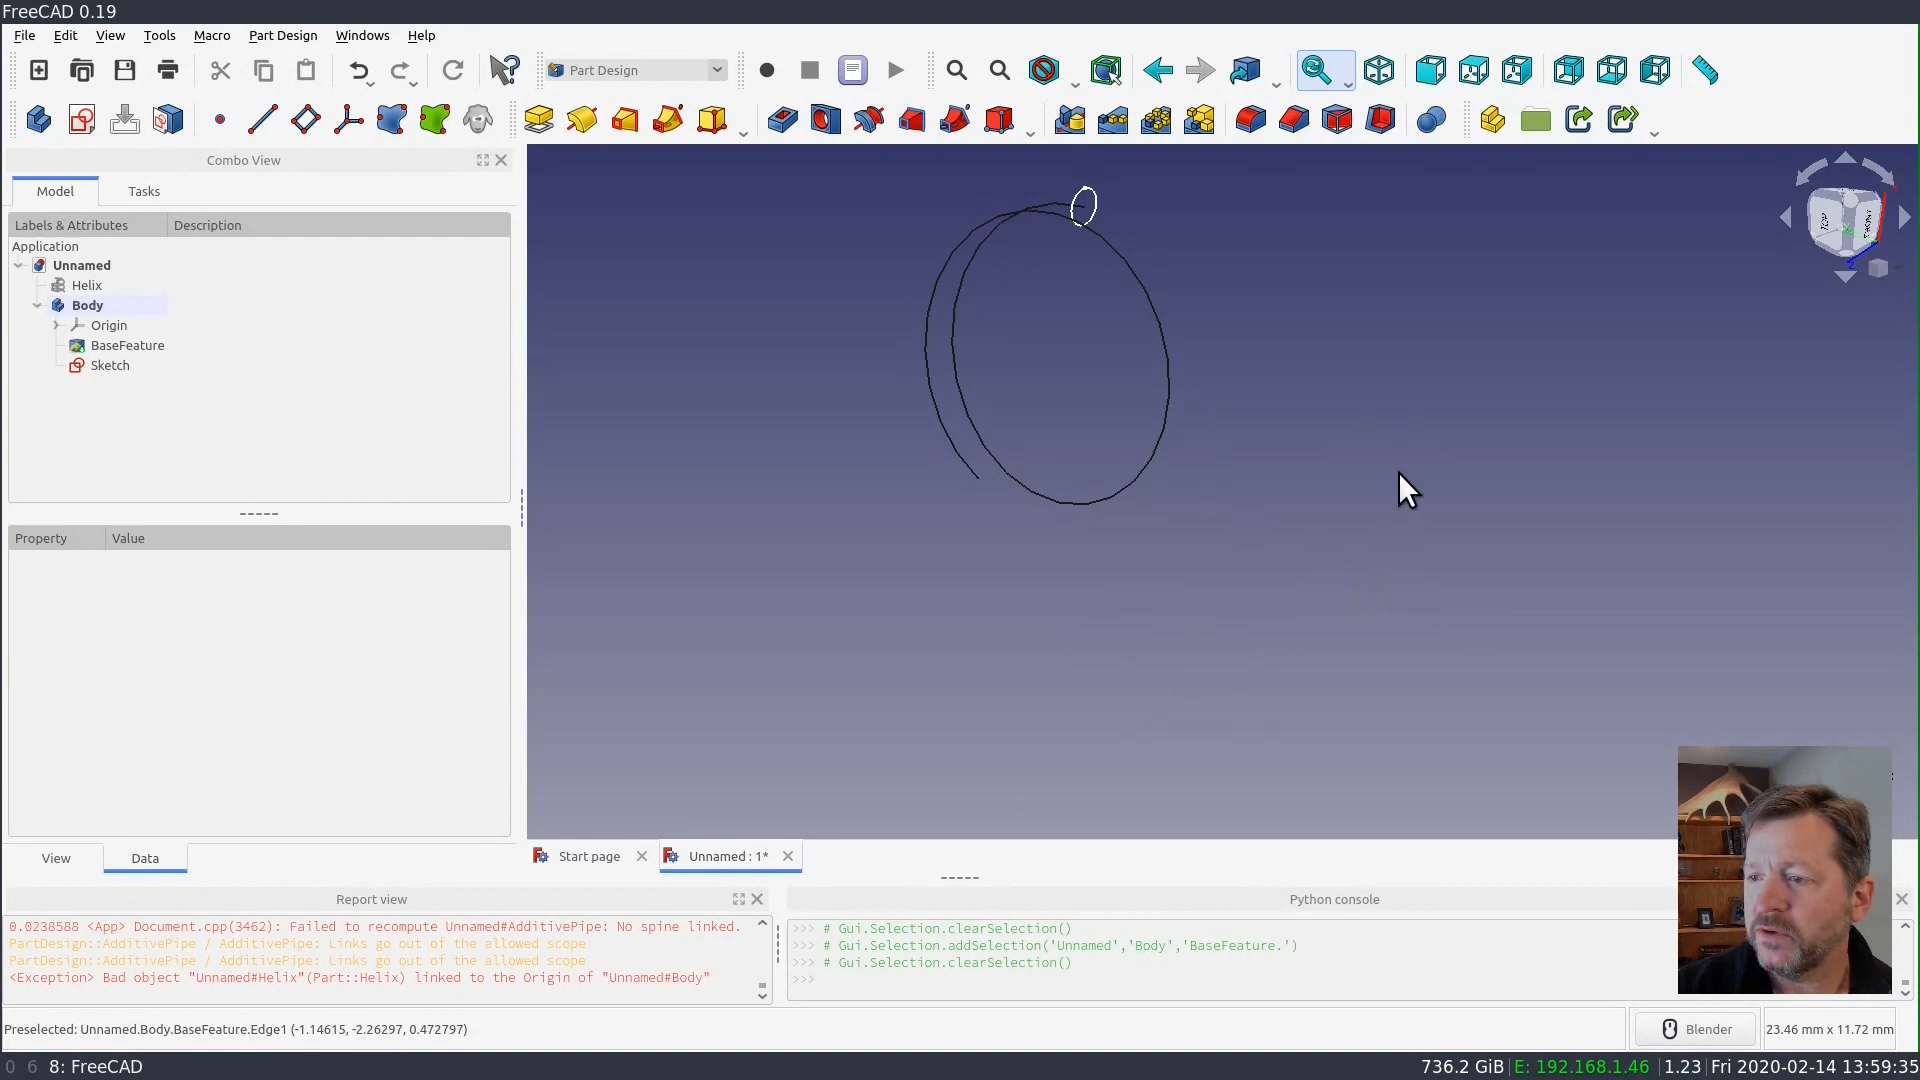 FreeCAD 0.19
File Edit View Tools Macro Part Design Windows Help
Part Design
Combo View
Model Tasks
Labels & Attributes Description
Application
Unnamed
Helix
Body
Origin
BaseFeature
Sketch
TOP
FRONT
Property Value
View Data
Start page Unnamed : 1*
Report view
0.0238588 <App> Document.cpp(3462): Failed to recompute Unnamed#AdditivePipe: No spine linked.
PartDesign::AdditivePipe / AdditivePipe: Links go out of the allowed scope
PartDesign::AdditivePipe / AdditivePipe: Links go out of the allowed scope
<Exception> Bad object "Unnamed#Helix"(Part::Helix) linked to the Origin of "Unnamed#Body"
Python console
>>> # Gui.Selection.clearSelection()
>>> # Gui.Selection.addSelection('Unnamed','Body','BaseFeature.')
>>> # Gui.Selection.clearSelection()
>>>
Preselected: Unnamed.Body.BaseFeature.Edge1 (-1.14615, -2.26297, 0.472797)
Blender
23.46 mm x 11.72 mm
0 6 8: FreeCAD
736.2 GiB E: 192.168.1.46 1.23 Fri 2020-02-14 13:59:35